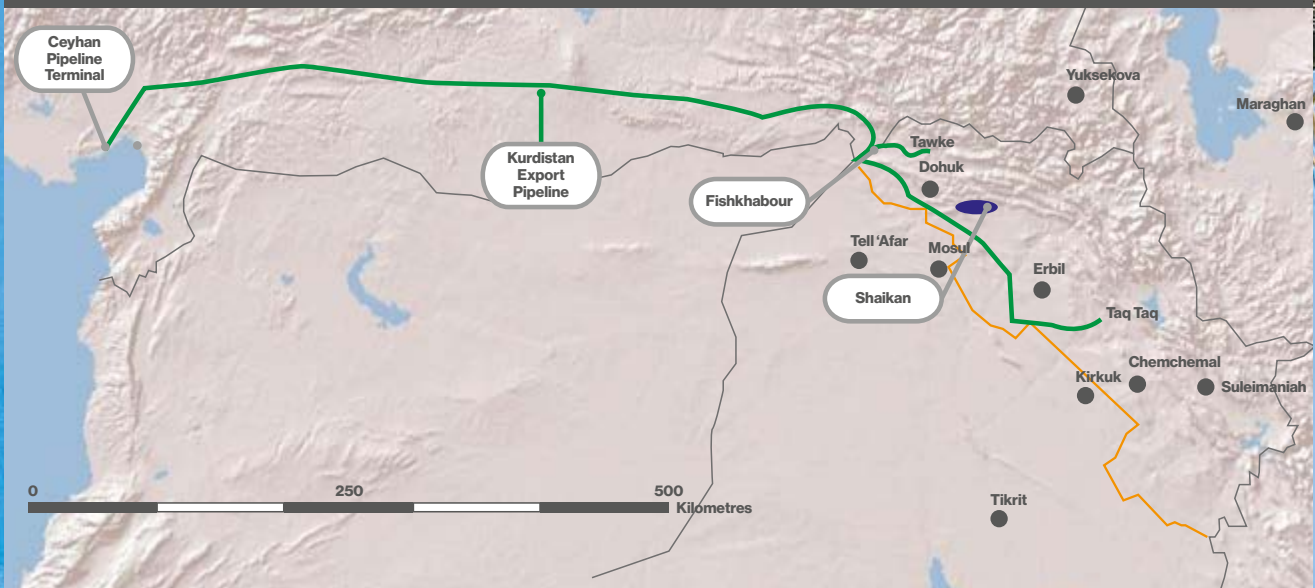 Ceyhan
Pipeline
Terminal
Yuksekova
Maraghan
Kurdistan
Export
Pipeline
Tawke
Dohuk
Fishkhabour
Tell ‘Afar
Mosul
Erbil
Shaikan
Taq Taq
Chemchemal
Kirkuk
Suleimaniah
0 250 500
Kilometres
Tikrit